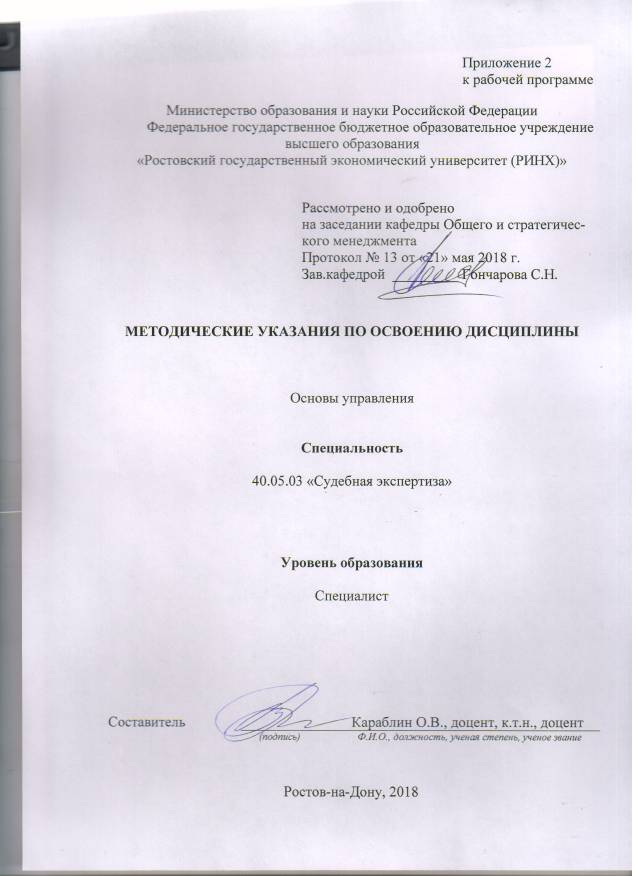 Приложение 2
к рабочей программе
Министерство образования и науки Российской Федерации
Федеральное государственное бюджетное образовательное учреждение
высшего образования
«Ростовский государственный экономический университет (РИНХ)»
Рассмотрено и одобрено
на заседании кафедры Общего и стратегичес-
кого менеджмента
Протокол № 13 от «21» мая 2018 г.
Зав.кафедрой Гончарова С.Н.
МЕТОДИЧЕСКИЕ УКАЗАНИЯ ПО ОСВОЕНИЮ ДИСЦИПЛИНЫ
Основы управления
Специальность
40.05.03 «Судебная экспертиза»
Уровень образования
Специалист
Составитель Караблин О.В., доцент, к.т.н., доцент
(подпись) Ф.И.О., должность, ученая степень, ученое звание
Ростов-на-Дону, 2018